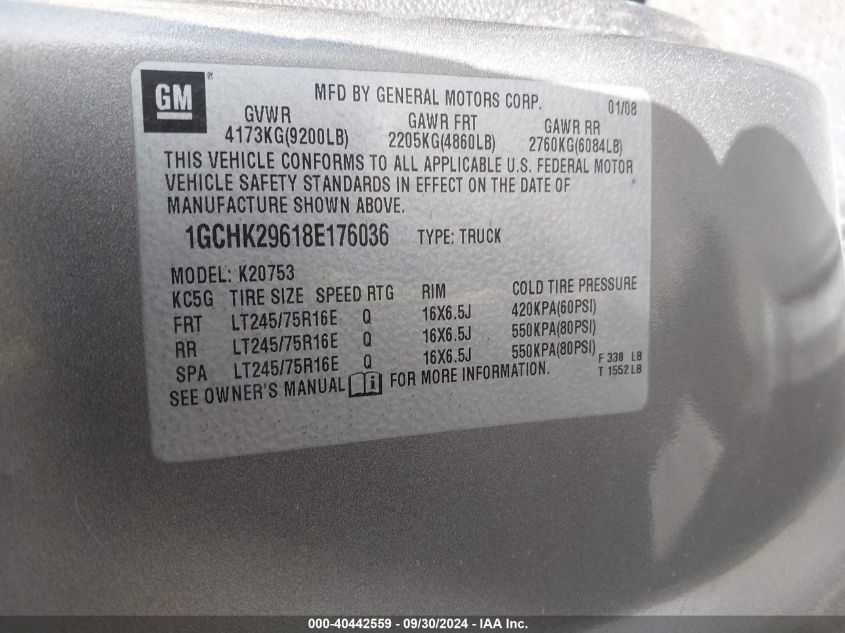 GM ®
MFD BY GENERAL MOTORS CORP. 01/08
GVWR GAWR FRT GAWR RR
4173KG(9200LB) 2205KG(4860LB) 2760KG(6084LB)
THIS VEHICLE CONFORMS TO ALL APPLICABLE U.S. FEDERAL MOTOR
VEHICLE SAFETY STANDARDS IN EFFECT ON THE DATE OF
MANUFACTURE SHOWN ABOVE.
1GCHK29618E176036 TYPE: TRUCK
MODEL: K20753
KC5G TIRE SIZE SPEED RTG RIM COLD TIRE PRESSURE
FRT LT245/75R16E Q 16X6.5J 420KPA(60PSI)
RR LT245/75R16E Q 16X6.5J 550KPA(80PSI)
SPA LT245/75R16E Q 16X6.5J 550KPA(80PSI)
SEE OWNER'S MANUAL FOR MORE INFORMATION.
F 338 LB
T 1552 LB
000-40442559 - 09/30/2024 - IAA Inc.